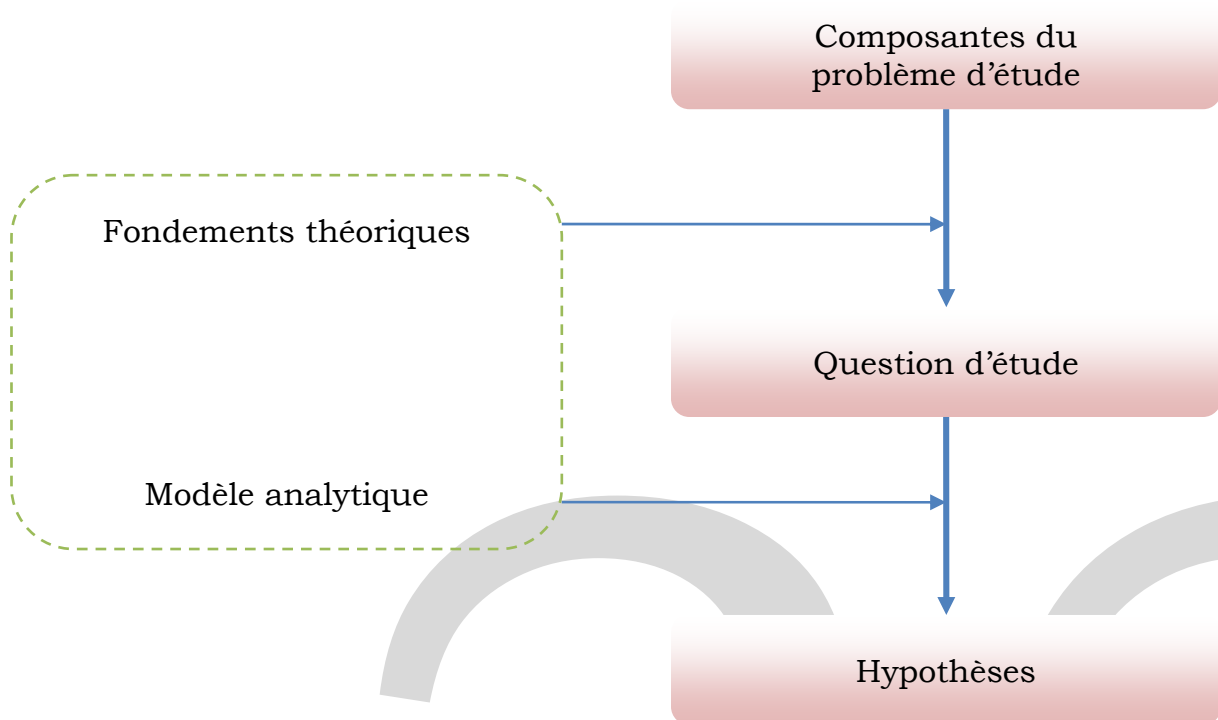 Composantes du
problème d’étude
Fondements théoriques
Question d’étude
Modèle analytique
Hypothèses